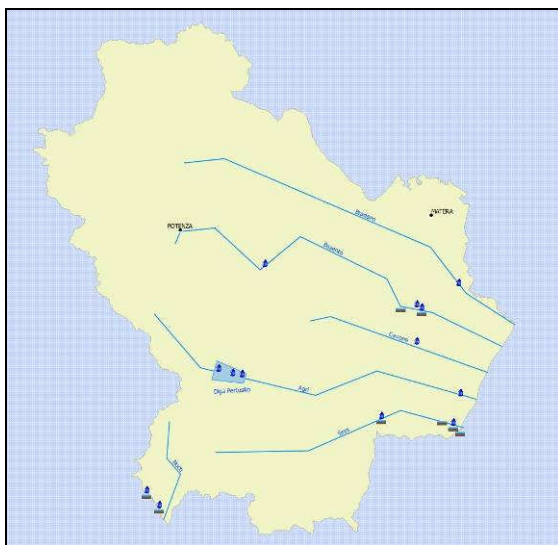 Bradano
MATERA
POTENZA
Basento
Cavone
Agri
Diga Pertusillo
Sinni
Noce